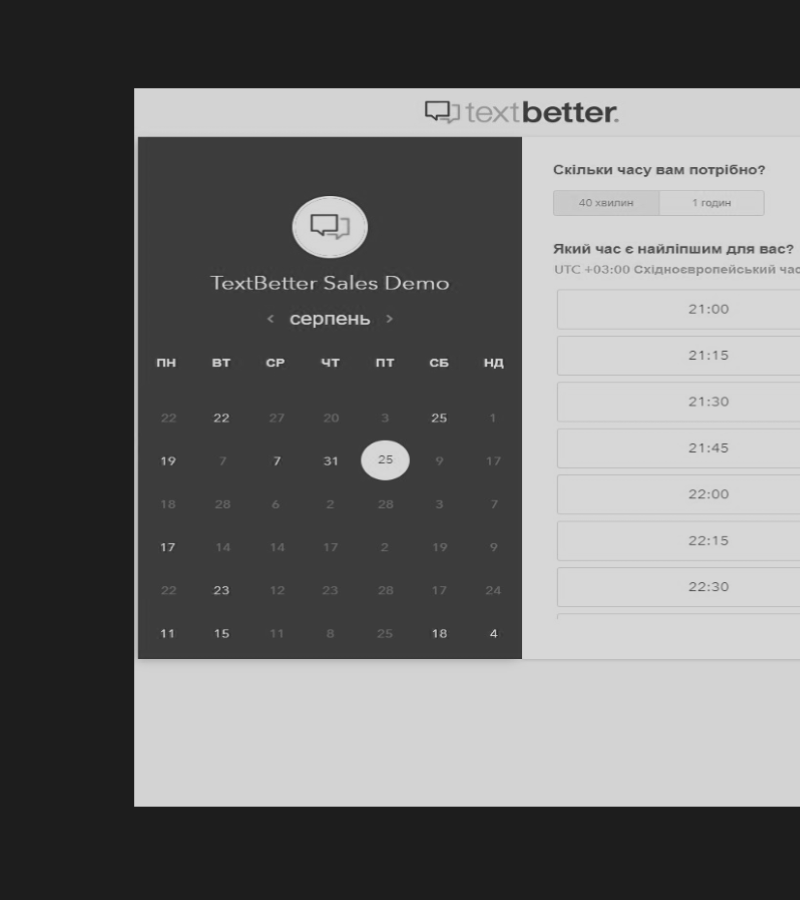 textbetter.
TextBetter Sales Demo
< серпень >
ПН ВТ СР ЧТ ПТ СБ НД
22 22 27 20 3 25 1
19 7 7 31 25 9 17
18 28 6 2 28 3 7
17 14 14 17 2 19 9
22 23 12 23 28 17 24
11 15 11 8 25 18 4
Скільки часу вам потрібно?
40 хвилин 1 годин
Який час є найліпшим для вас?
UTC +03:00 Східноєвропейський час
21:00
21:15
21:30
21:45
22:00
22:15
22:30